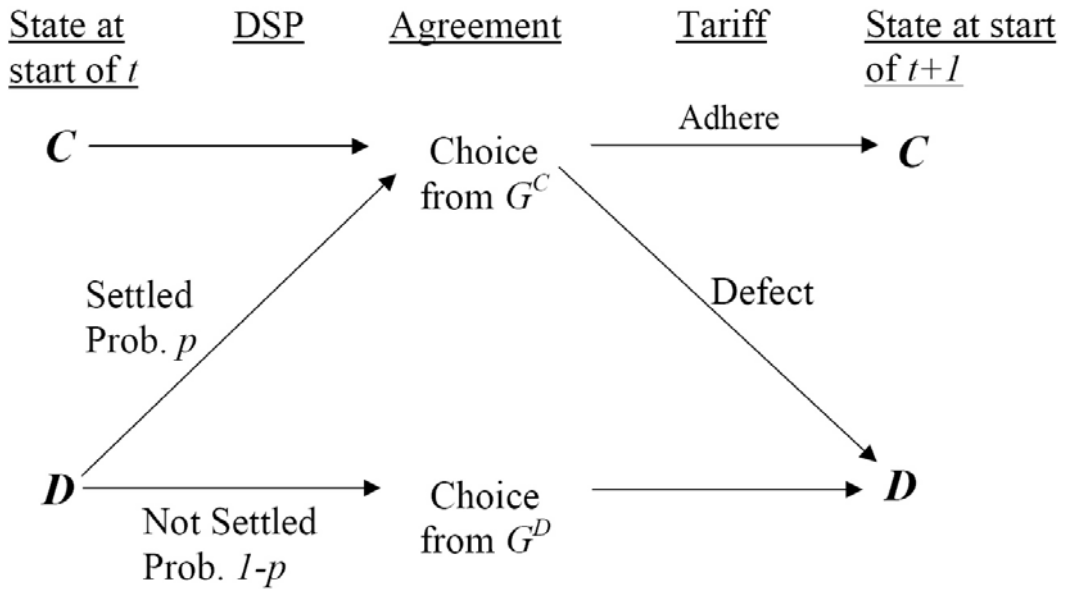 State at start of t
DSP
Agreement
Tariff
State at start of t+1
C
Choice from G^C
Adhere
C
Settled
Prob. p
Defect
D
Not Settled
Prob. 1-p
Choice from G^D
D